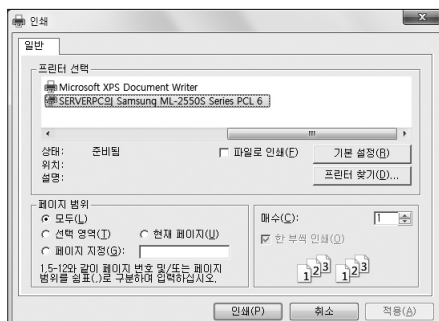 인쇄
일반
프린터 선택
Microsoft XPS Document Writer
SERVERPC의 Samsung ML-2550S Series PCL 6
상태: 준비됨
위치:
설명:
파일로 인쇄(F)
기본 설정(R)
프린터 찾기(D)...
페이지 범위
모두(L)
선택 영역(T) 현재 페이지(U)
페이지 지정(G):
1,5-12와 같이 페이지 번호 및/또는 페이지
범위를 쉼표(,)로 구분하여 입력하십시오.
매수(C): 1
한 부씩 인쇄(O)
1 2 3 1 2 3
인쇄(P) 취소 적용(A)